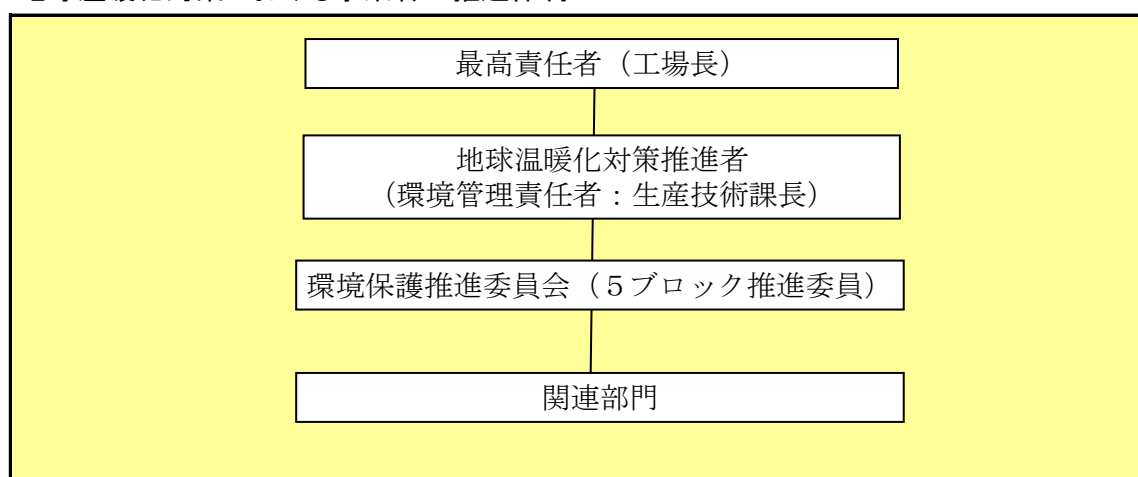 最高責任者（工場長）
地球温暖化対策推進者
（環境管理責任者：生産技術課長）
環境保護推進委員会（５ブロック推進委員）
関連部門